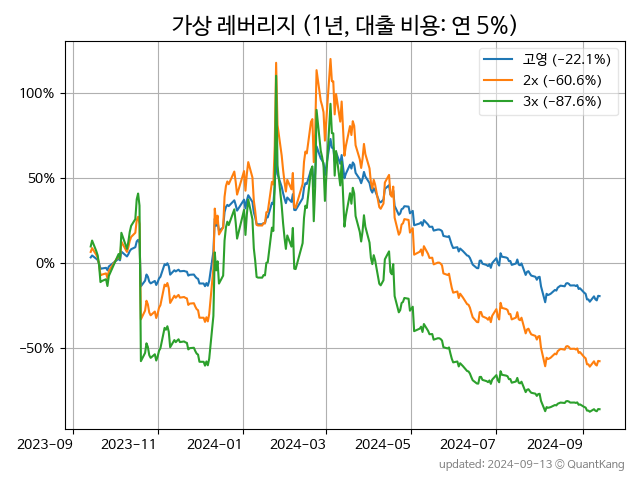 가상 레버리지 (1년, 대출 비용: 연 5%)
고영 (-22.1%)
2x (-60.6%)
3x (-87.6%)
100%
50%
0%
−50%
2023-09 2023-11 2024-01 2024-03 2024-05 2024-07 2024-09
updated: 2024-09-13 © QuantKang